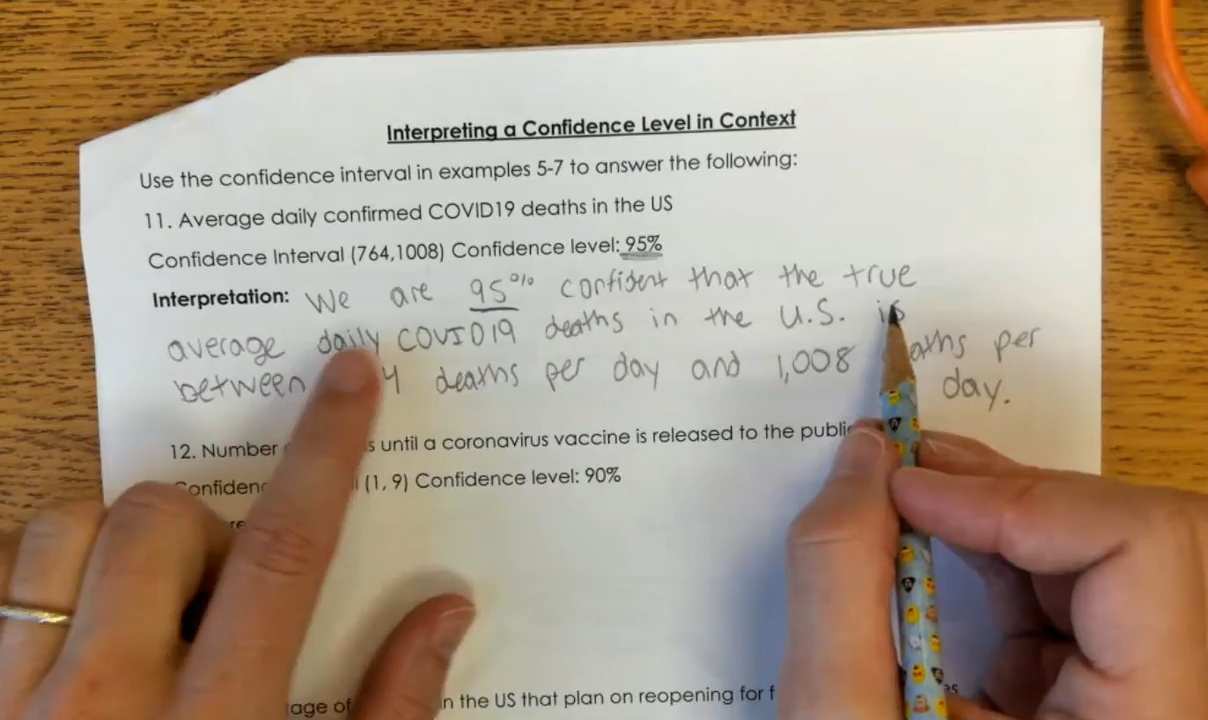 Interpreting a Confidence Level in Context
Use the confidence interval in examples 5-7 to answer the following:
11. Average daily confirmed COVID19 deaths in the US
Confidence Interval (764,1008) Confidence level: 95%
Interpretation: We are 95% confident that the true
average daily COVID19 deaths in the U.S. is
between 4 deaths per day and 1,008 per
day.
12. Number until a coronavirus vaccine is released to the public
(1, 9) Confidence level: 90%
of in the US that plan on reopening for